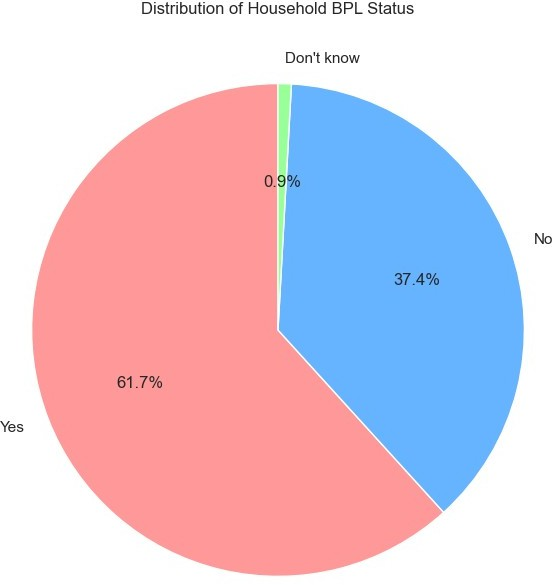 Distribution of Household BPL Status
Don't know
0.9%
No
37.4%
61.7%
Yes